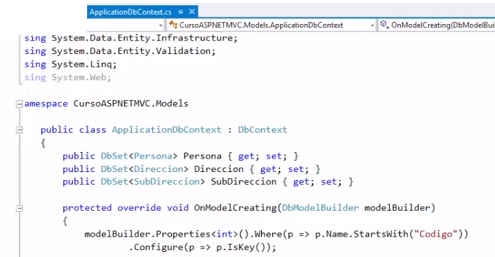 ApplicationDbContext.cs
CursoASPNETMVC.Models.ApplicationDbContext
OnModelCreating(DbModelBui
sing System.Data.Entity.Infrastructure;
sing System.Data.Entity.Validation;
sing System.Linq;
sing System.Web;
amespace CursoASPNETMVC.Models
public class ApplicationDbContext : DbContext
{
public DbSet<Persona> Persona { get; set; }
public DbSet<Direccion> Direccion { get; set; }
public DbSet<SubDireccion> SubDireccion { get; set; }
protected override void OnModelCreating(DbModelBuilder modelBuilder)
{
modelBuilder.Properties<int>().Where(p => p.Name.StartsWith("Codigo"))
.Configure(p => p.IsKey());